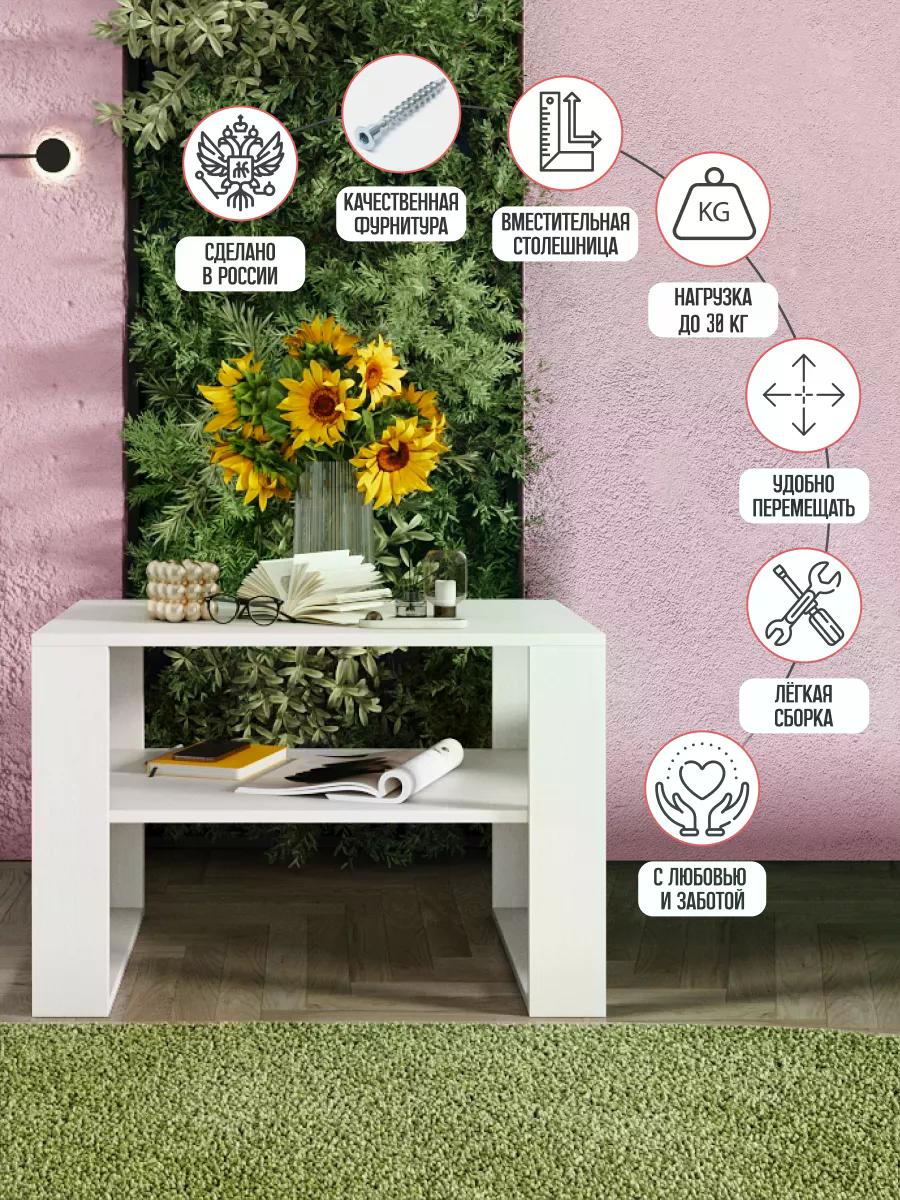 СДЕЛАНО
В РОССИИ
КАЧЕСТВЕННАЯ
ФУРНИТУРА
ВМЕСТИТЕЛЬНАЯ
СТОЛЕШНИЦА
KG
НАГРУЗКА
ДО 30 КГ
УДОБНО
ПЕРЕМЕЩАТЬ
ЛЁГКАЯ
СБОРКА
С ЛЮБОВЬЮ
И ЗАБОТОЙ